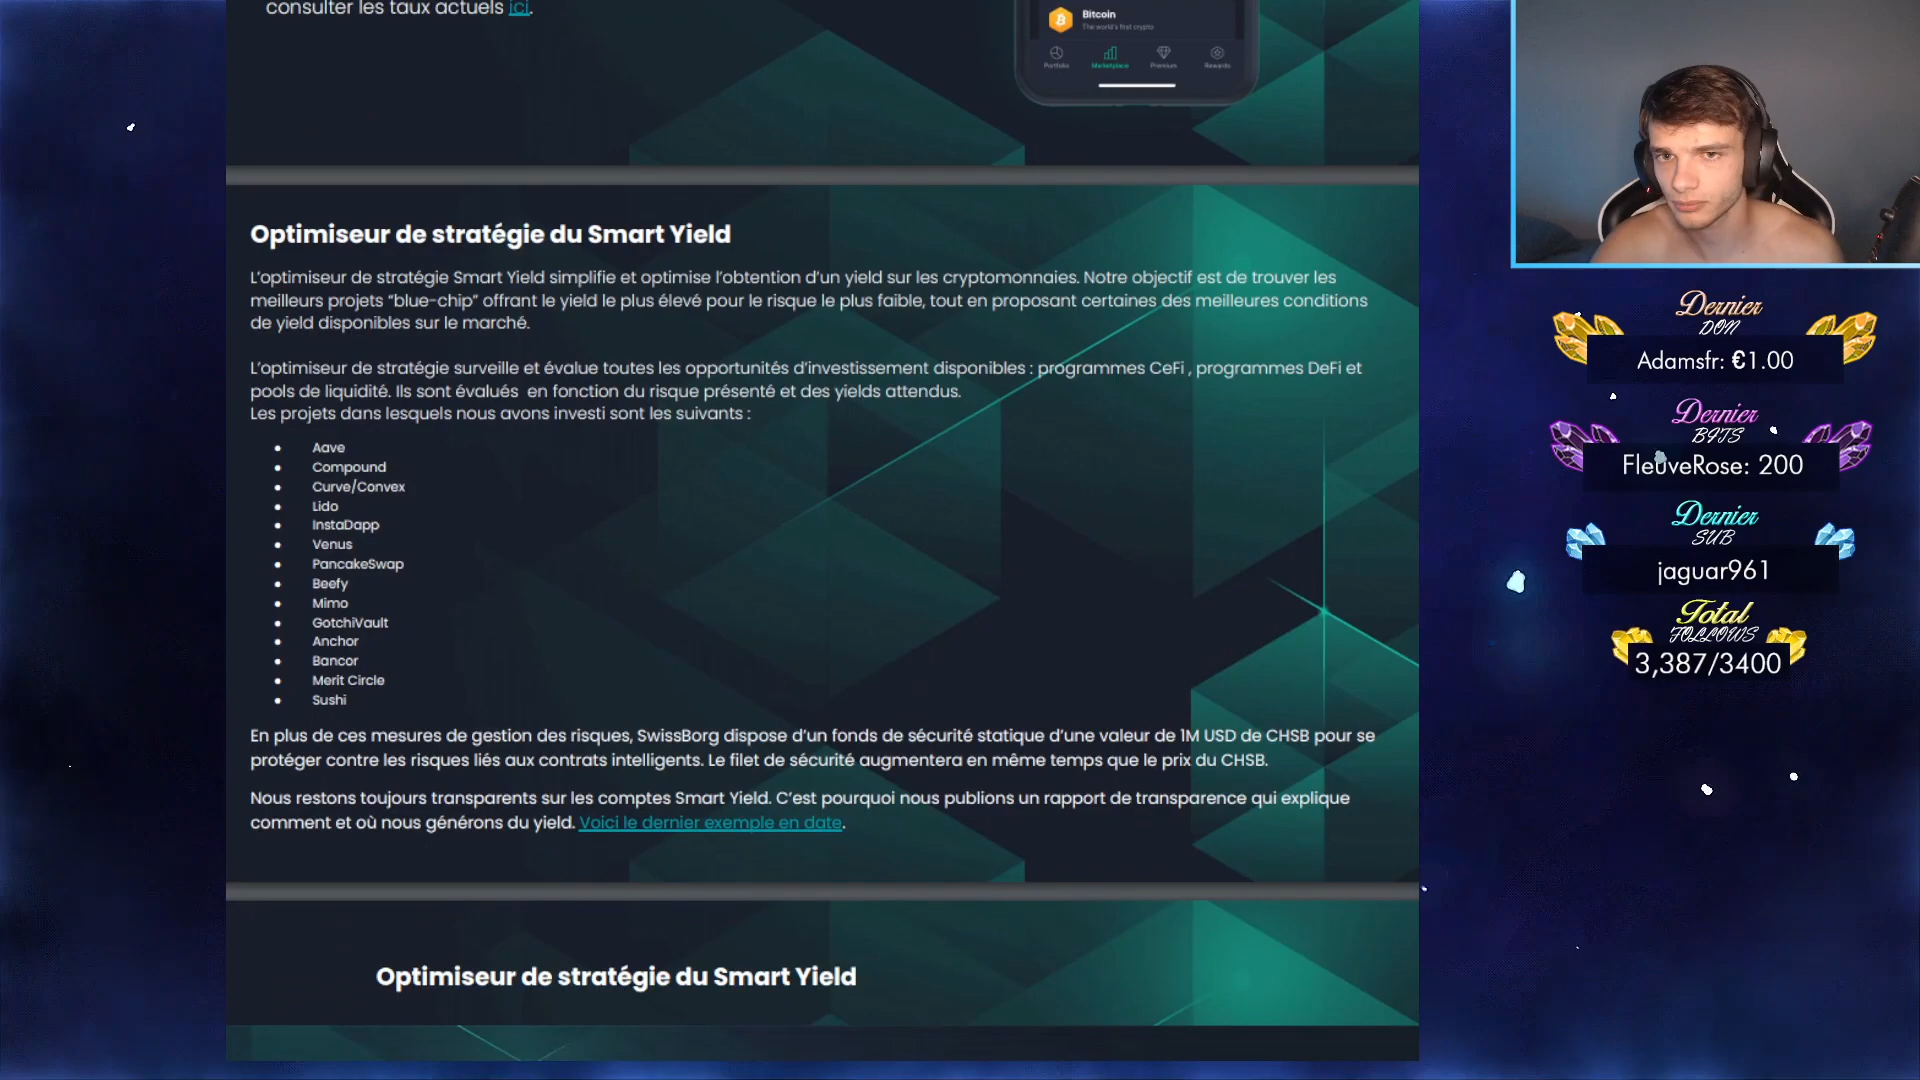 consulter les taux actuels ici.
Bitcoin
The world's first crypto
Portfolio
Marketplace
Premium
Rewards
Optimiseur de stratégie du Smart Yield
L'optimiseur de stratégie Smart Yield simplifie et optimise l'obtention d'un yield sur les cryptomonnaies. Notre objectif est de trouver les
meilleurs projets “blue-chip” offrant le yield le plus élevé pour le risque le plus faible, tout en proposant certaines des meilleures conditions
de yield disponibles sur le marché.
L'optimiseur de stratégie surveille et évalue toutes les opportunités d'investissement disponibles : programmes CeFi , programmes DeFi et
pools de liquidité. Ils sont évalués  en fonction du risque présenté et des yields attendus.
Les projets dans lesquels nous avons investi sont les suivants :
● Aave
● Compound
● Curve/Convex
● Lido
● InstaDapp
● Venus
● PancakeSwap
● Beefy
● Mimo
● GotchiVault
● Anchor
● Bancor
● Merit Circle
● Sushi
En plus de ces mesures de gestion des risques, SwissBorg dispose d'un fonds de sécurité statique d'une valeur de 1M USD de CHSB pour se
protéger contre les risques liés aux contrats intelligents. Le filet de sécurité augmentera en même temps que le prix du CHSB.
Nous restons toujours transparents sur les comptes Smart Yield. C'est pourquoi nous publions un rapport de transparence qui explique
comment et où nous générons du yield. Voici le dernier exemple en date.
Optimiseur de stratégie du Smart Yield
Dernier
DON
Adamsfr: €1.00
Dernier
BITS
FleuveRose: 200
Dernier
SUB
jaguar961
Total
FOLLOWS
3,387/3400